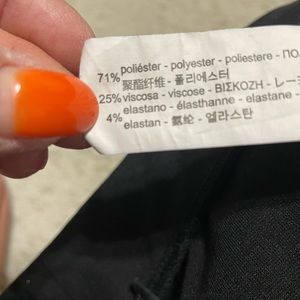 71% poliéster - polyester - poliestere - ΠΟ
聚酯纤维 - 폴리에스터
25% viscosa - viscose - ΒΙΣΚΟΖΗ - レー
elastano - élasthanne - elastane -
4% elastan - 氨纶 - 엘라스탄